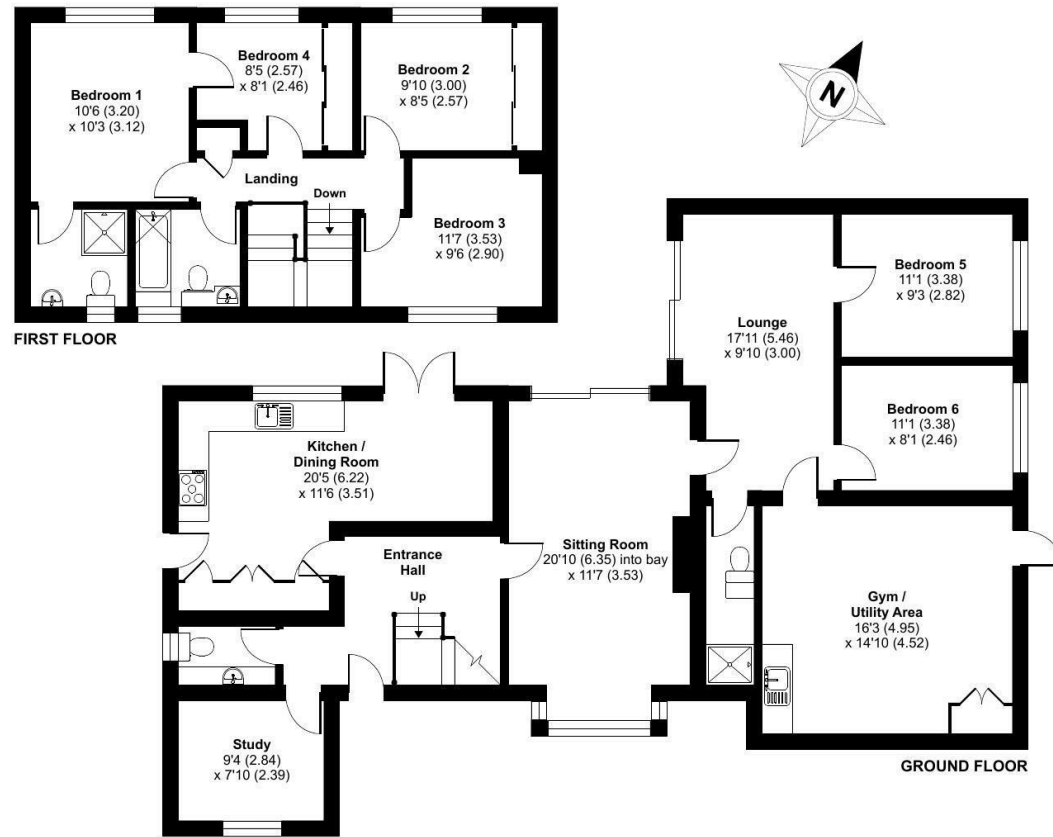 Bedroom 1
10'6 (3.20)
x 10'3 (3.12)
Bedroom 4
8'5 (2.57)
x 8'1 (2.46)
Bedroom 2
9'10 (3.00)
x 8'5 (2.57)
N
Landing
Down
Bedroom 3
11'7 (3.53)
x 9'6 (2.90)
FIRST FLOOR
Lounge
17'11 (5.46)
x 9'10 (3.00)
Bedroom 5
11'1 (3.38)
x 9'3 (2.82)
Bedroom 6
11'1 (3.38)
x 8'1 (2.46)
Kitchen /
Dining Room
20'5 (6.22)
x 11'6 (3.51)
Entrance
Hall
Up
Sitting Room
20'10 (6.35) into bay
x 11'7 (3.53)
Gym /
Utility Area
16'3 (4.95)
x 14'10 (4.52)
Study
9'4 (2.84)
x 7'10 (2.39)
GROUND FLOOR